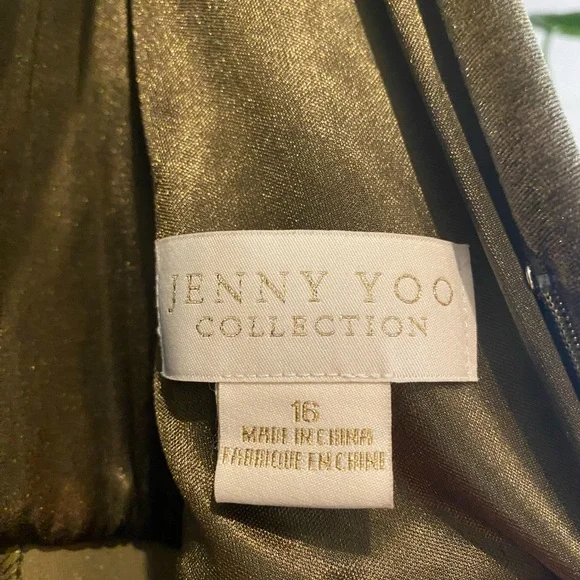 JENNY YOO
COLLECTION
16
MADE IN CHINA
FABRIQUE EN CHINE